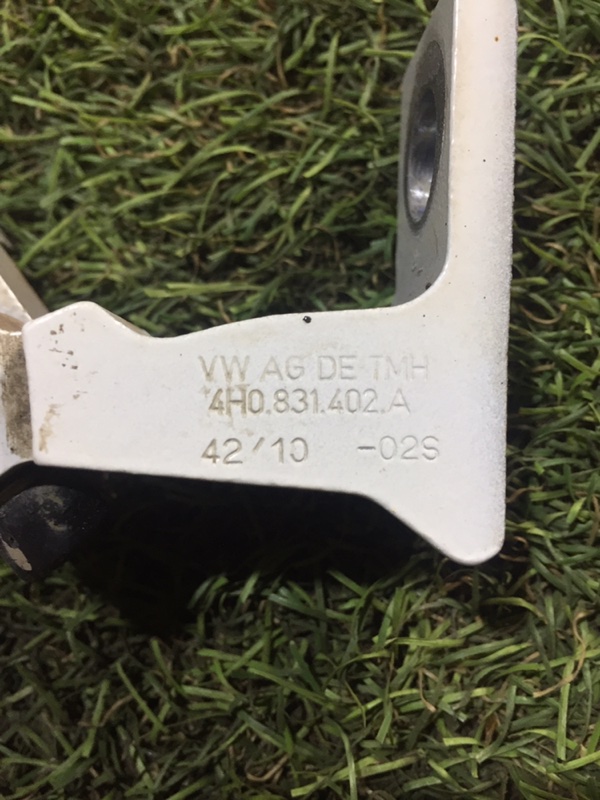 VW AG DE TMH
4H0.831.402.A
42/10 -02S